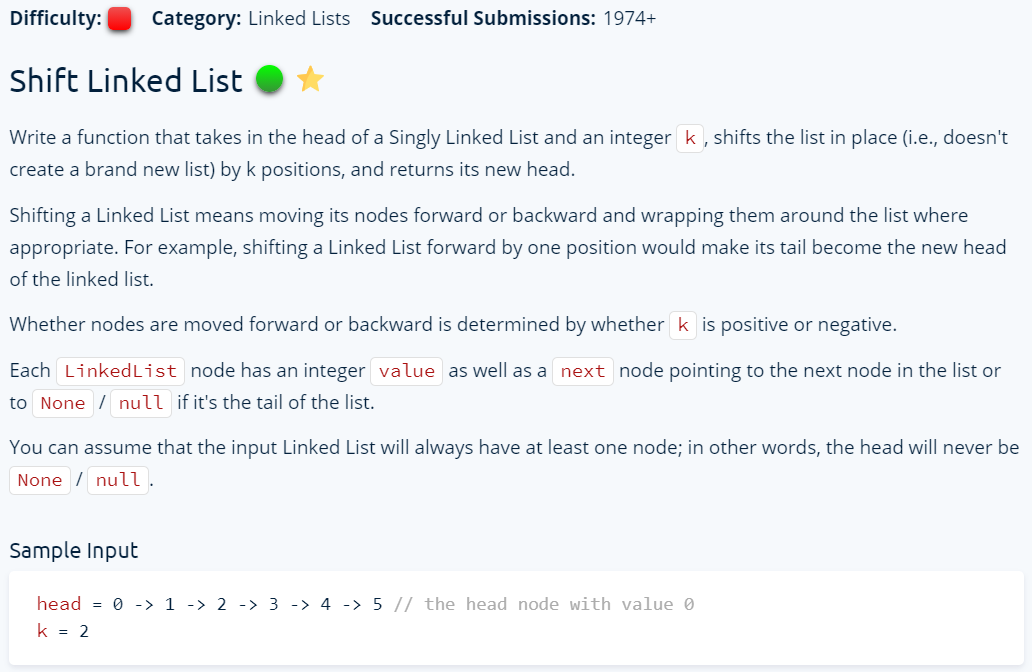 Difficulty: Category: Linked Lists Successful Submissions: 1974+
Shift Linked List
Write a function that takes in the head of a Singly Linked List and an integer k, shifts the list in place (i.e., doesn't
create a brand new list) by k positions, and returns its new head.
Shifting a Linked List means moving its nodes forward or backward and wrapping them around the list where
appropriate. For example, shifting a Linked List forward by one position would make its tail become the new head
of the linked list.
Whether nodes are moved forward or backward is determined by whether k is positive or negative.
Each LinkedList node has an integer value as well as a next node pointing to the next node in the list or
to None / null if it's the tail of the list.
You can assume that the input Linked List will always have at least one node; in other words, the head will never be
None / null.
Sample Input
head = 0 -> 1 -> 2 -> 3 -> 4 -> 5 // the head node with value 0
k = 2